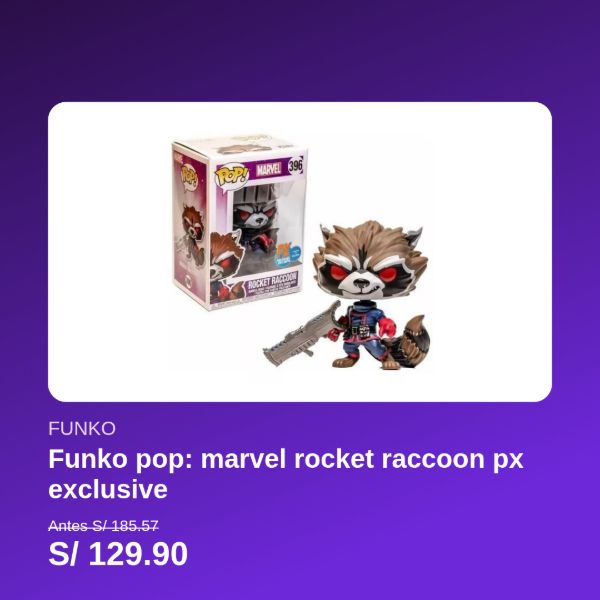 POP!
MARVEL
396
POP!
PX
ROCKET RACCOON
FUNKO
Funko pop: marvel rocket raccoon px
exclusive
Antes S/ 185.57
S/ 129.90